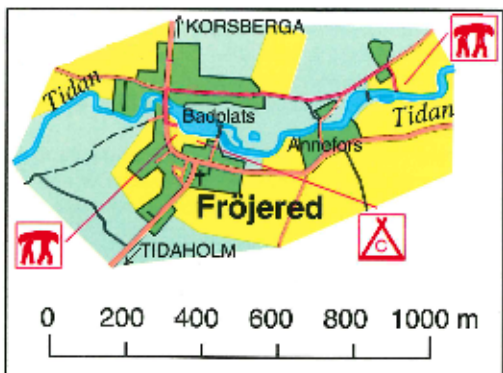 KORSBERGA
Tidan
Badplats
Tidan
Annefors
Fröjered
TIDAHOLM
C
0 200 400 600 800 1000 m